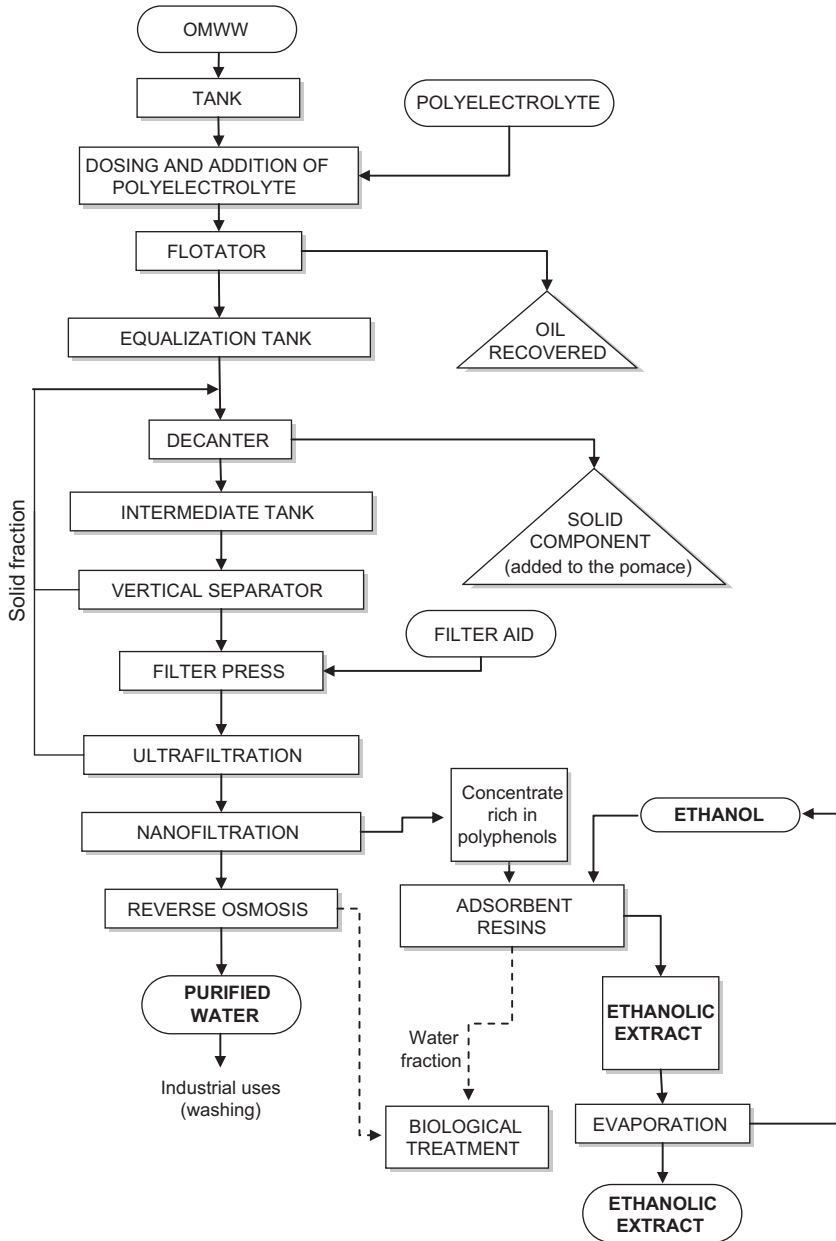 OMWW
TANK
POLYELECTROLYTE
DOSING AND ADDITION OF
POLYELECTROLYTE
FLOTATOR
OIL
RECOVERED
EQUALIZATION TANK
DECANTER
SOLID
COMPONENT
(added to the pomace)
INTERMEDIATE TANK
Solid fraction
VERTICAL SEPARATOR
FILTER AID
FILTER PRESS
ULTRAFILTRATION
Concentrate
rich in
polyphenols
ETHANOL
NANOFILTRATION
REVERSE OSMOSIS
ADSORBENT
RESINS
PURIFIED
WATER
ETHANOLIC
EXTRACT
Water
fraction
Industrial uses
(washing)
BIOLOGICAL
TREATMENT
EVAPORATION
ETHANOLIC
EXTRACT